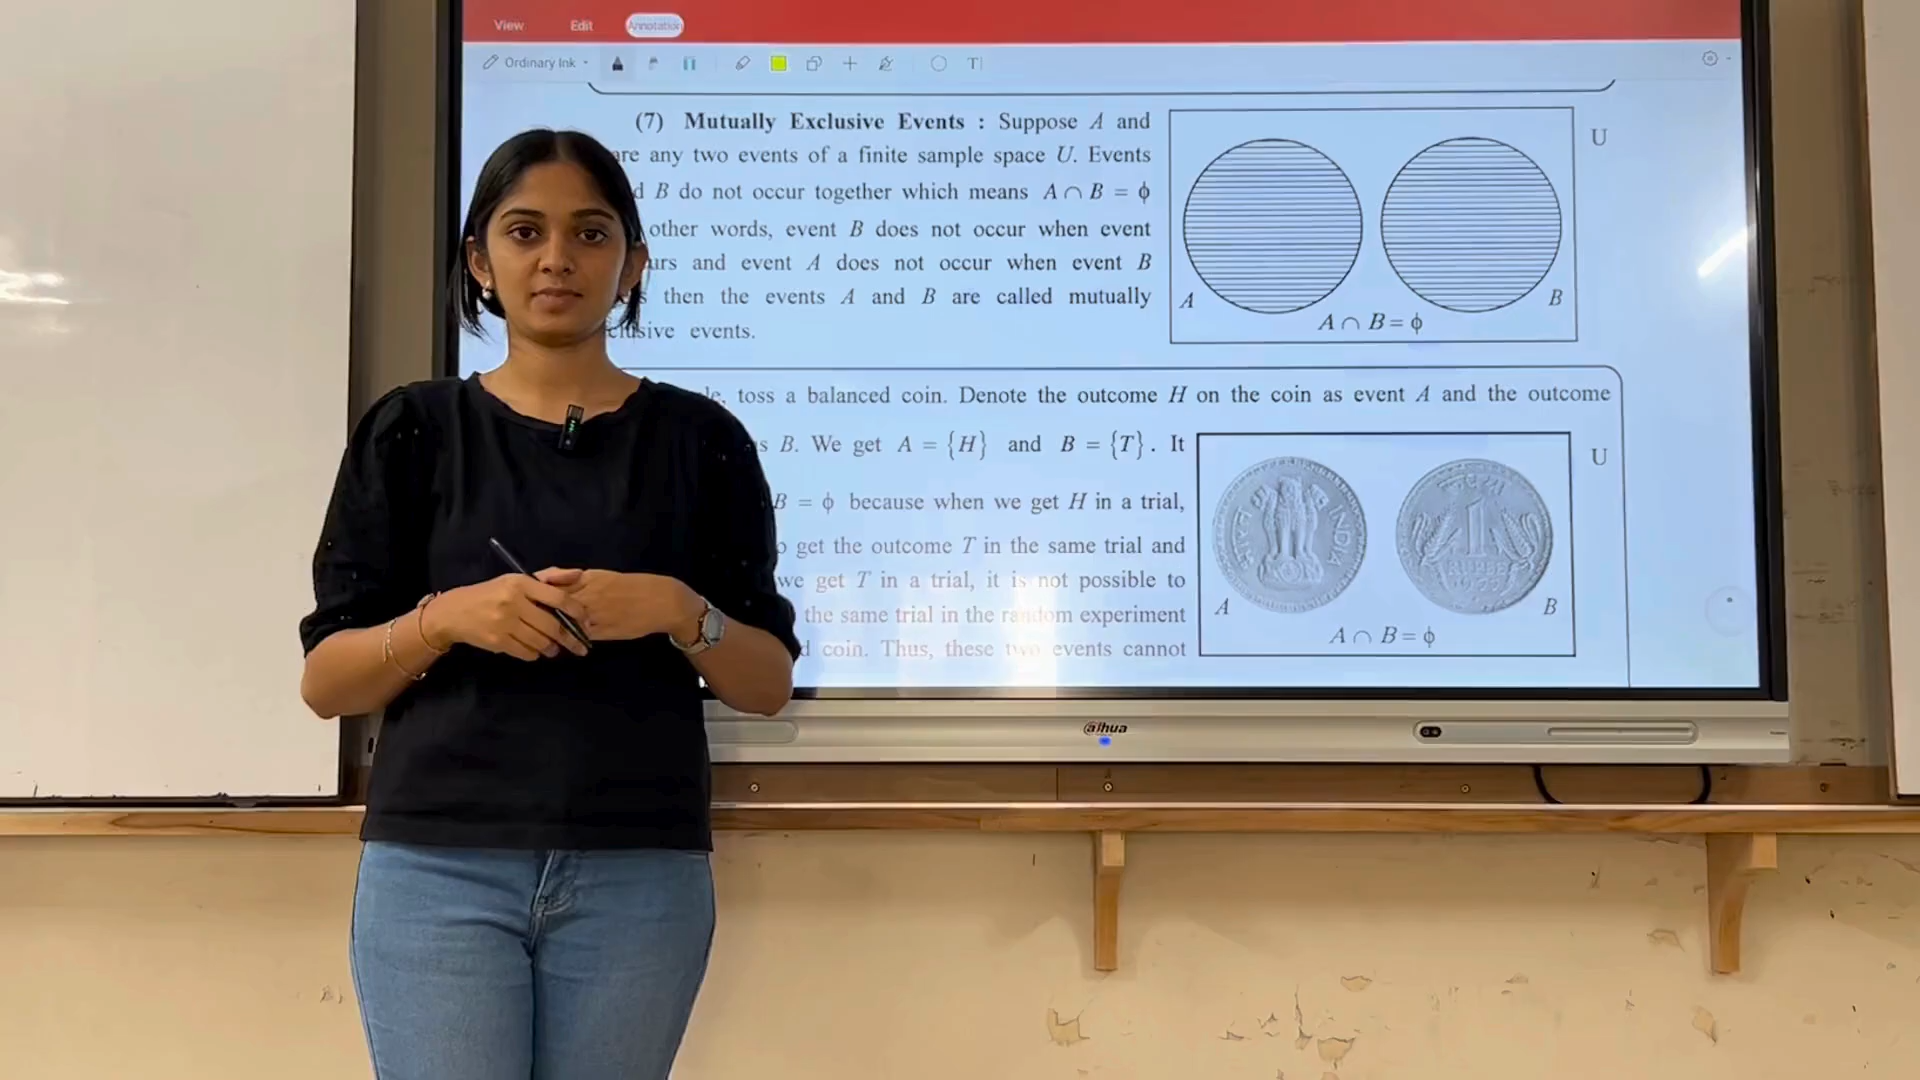 View Edit Annotation
Ordinary Ink
(7) Mutually Exclusive Events : Suppose A and
are any two events of a finite sample space U. Events
B do not occur together which means A ∩ B = ϕ
other words, event B does not occur when event
and event A does not occur when event B
then the events A and B are called mutually
events.
U
A
B
A ∩ B = ϕ
toss a balanced coin. Denote the outcome H on the coin as event A and the outcome
B. We get A = {H} and B = {T}. It
B = ϕ because when we get H in a trial,
get the outcome T in the same trial and
we get T in a trial, it is not possible to
the same trial in the random experiment
coin. Thus, these two events cannot
U
भारत INDIA
1
RUPEE
A
B
A ∩ B = ϕ
alhua